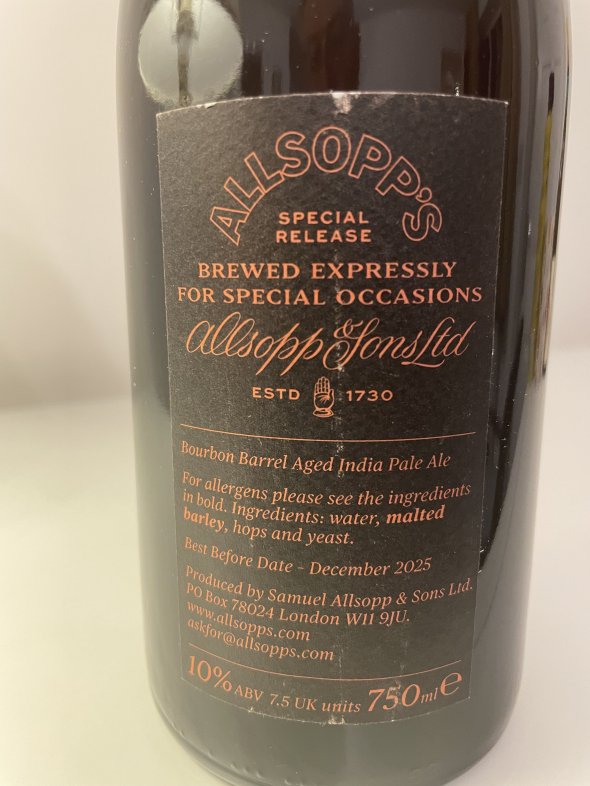 ALLSOPP'S
SPECIAL
RELEASE
BREWED EXPRESSLY
FOR SPECIAL OCCASIONS
Allsopp & Sons Ltd
ESTD 1730
Bourbon Barrel Aged India Pale Ale
For allergens please see the ingredients
in bold. Ingredients: water, malted
barley, hops and yeast.
Best Before Date - December 2025
Produced by Samuel Allsopp & Sons Ltd.
PO Box 78024 London W11 9JU.
www.allsopps.com
askfor@allsopps.com
10% ABV 7.5 UK units 750ml e